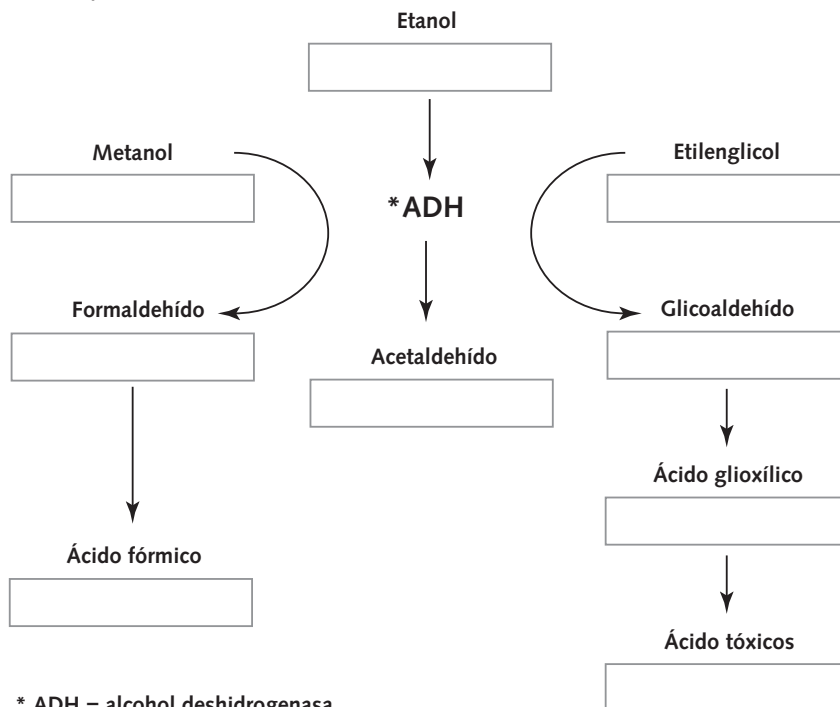 Etanol
Metanol
Etilenglicol
*ADH
Formaldehído
Glicoaldehído
Acetaldehído
Ácido glioxílico
Ácido fórmico
Ácido tóxicos
* ADH = alcohol deshidrogenasa